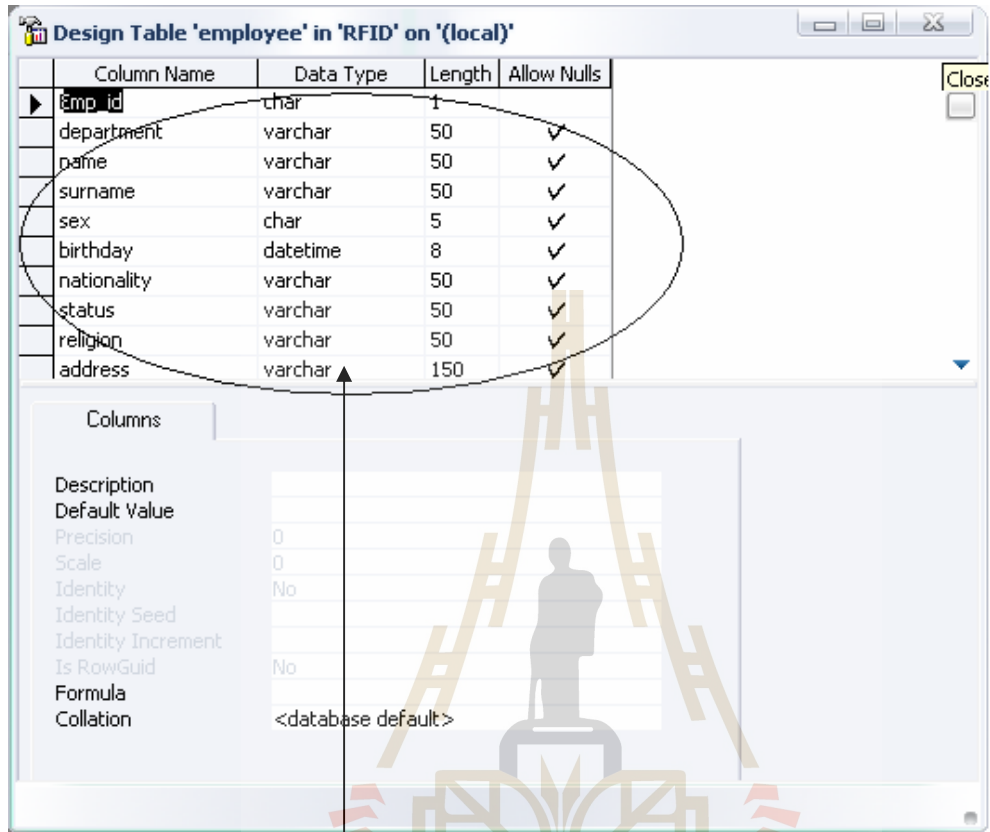 Design Table 'employee' in 'RFID' on '(local)'
Column Name Data Type Length Allow Nulls
Close
Emp_id char 1
department varchar 50
name varchar 50
surname varchar 50
sex char 5
birthday datetime 8
nationality varchar 50
status varchar 50
religion varchar 50
address varchar 150
Columns
Description
Default Value
Precision 0
Scale 0
Identity No
Identity Seed
Identity Increment
Is RowGuid No
Formula
Collation <database default>